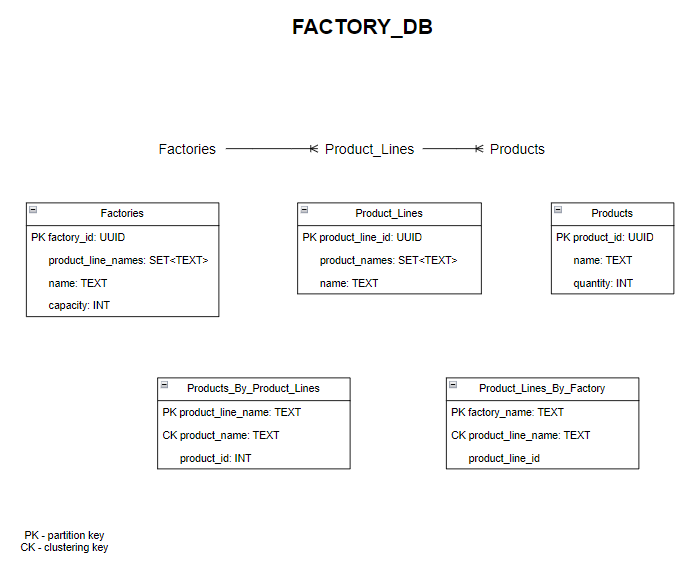 FACTORY_DB
Factories
Product_Lines
Products
Factories
PK factory_id: UUID
product_line_names: SET<TEXT>
name: TEXT
capacity: INT
Product_Lines
PK product_line_id: UUID
product_names: SET<TEXT>
name: TEXT
Products
PK product_id: UUID
name: TEXT
quantity: INT
Products_By_Product_Lines
PK product_line_name: TEXT
CK product_name: TEXT
product_id: INT
Product_Lines_By_Factory
PK factory_name: TEXT
CK product_line_name: TEXT
product_line_id
PK - partition key
CK - clustering key